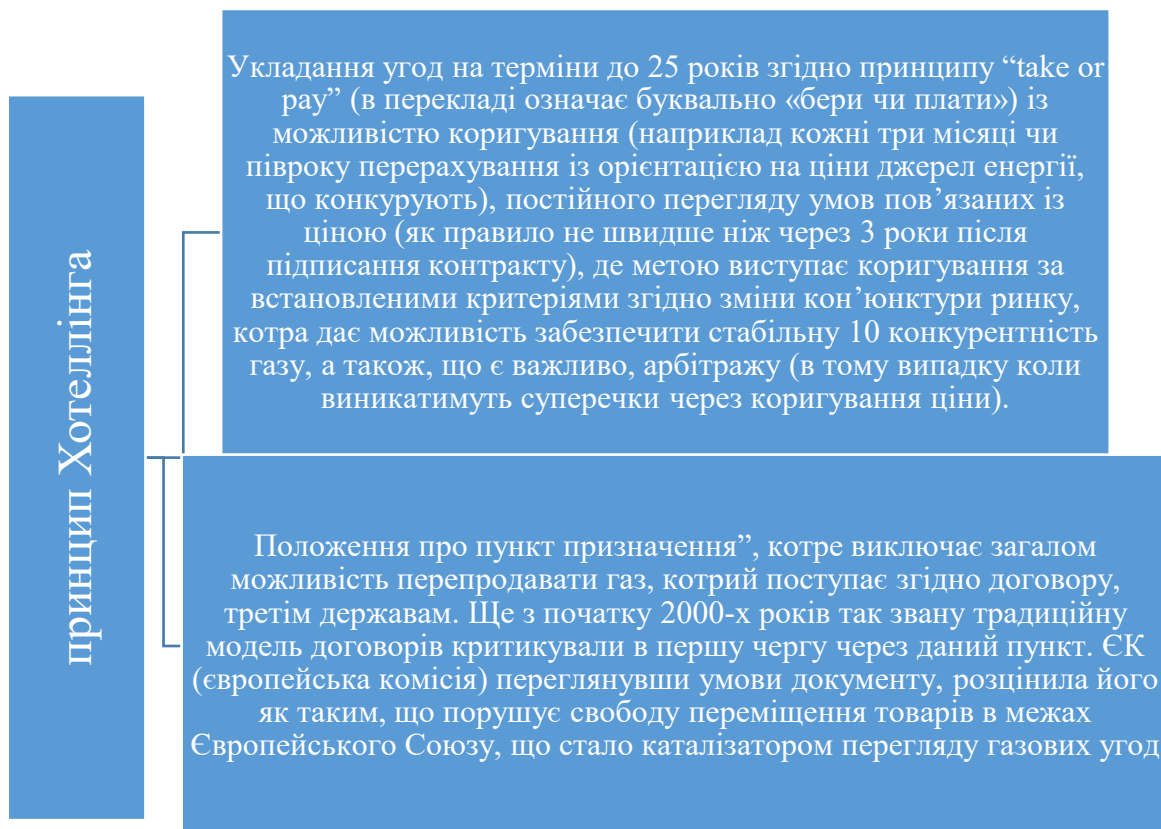 принцип Хотеллінга
Укладання угод на терміни до 25 років згідно принципу “take or
pay” (в перекладі означає буквально «бери чи плати») із
можливістю коригування (наприклад кожні три місяці чи
півроку перерахування із орієнтацією на ціни джерел енергії,
що конкурують), постійного перегляду умов пов’язаних із
ціною (як правило не швидше ніж через 3 роки після
підписання контракту), де метою виступає коригування за
встановленими критеріями згідно зміни кон’юнктури ринку,
котра дає можливість забезпечити стабільну 10 конкурентність
газу, а також, що є важливо, арбітражу (в тому випадку коли
виникатимуть суперечки через коригування ціни).
Положення про пункт призначення”, котре виключає загалом
можливість перепродавати газ, котрий поступає згідно договору,
третім державам. Ще з початку 2000-х років так звану традиційну
модель договорів критикували в першу чергу через даний пункт. ЄК
(європейська комісія) переглянувши умови документу, розцінила його
як таким, що порушує свободу переміщення товарів в межах
Європейського Союзу, що стало каталізатором перегляду газових угод